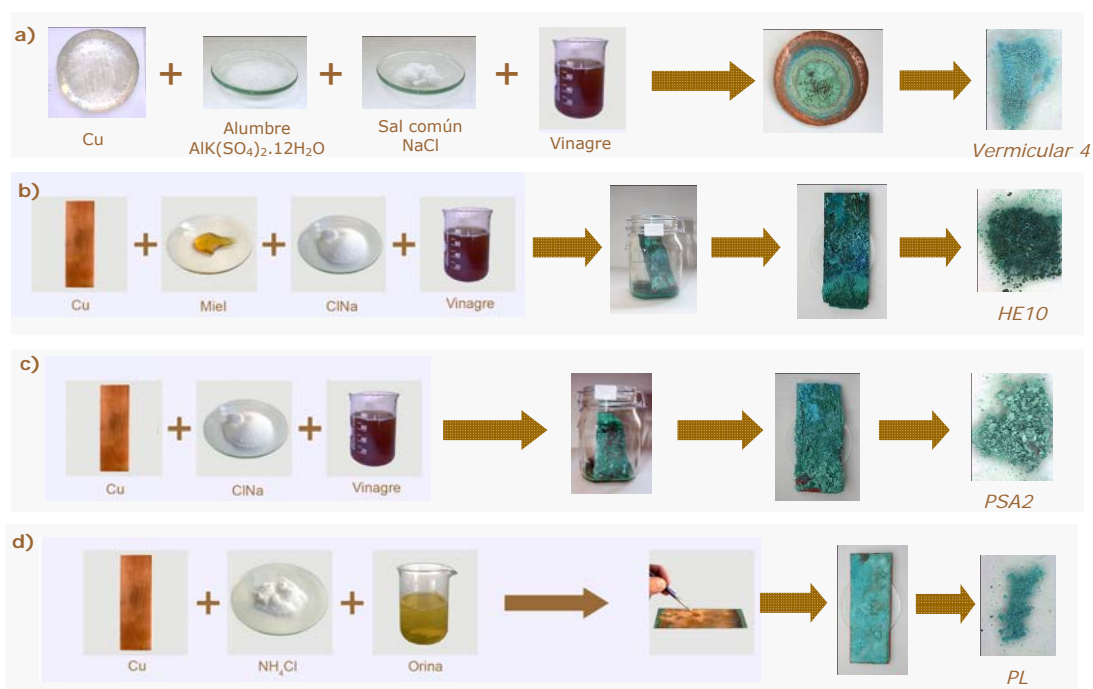 a)
Cu
+
Alumbre
AlK(SO₄)₂.12H₂O
+
Sal común
NaCl
+
Vinagre
Vermicular 4
b)
Cu
+
Miel
+
ClNa
+
Vinagre
HE10
c)
Cu
+
ClNa
+
Vinagre
PSA2
d)
Cu
+
NH₄Cl
+
Orina
PL